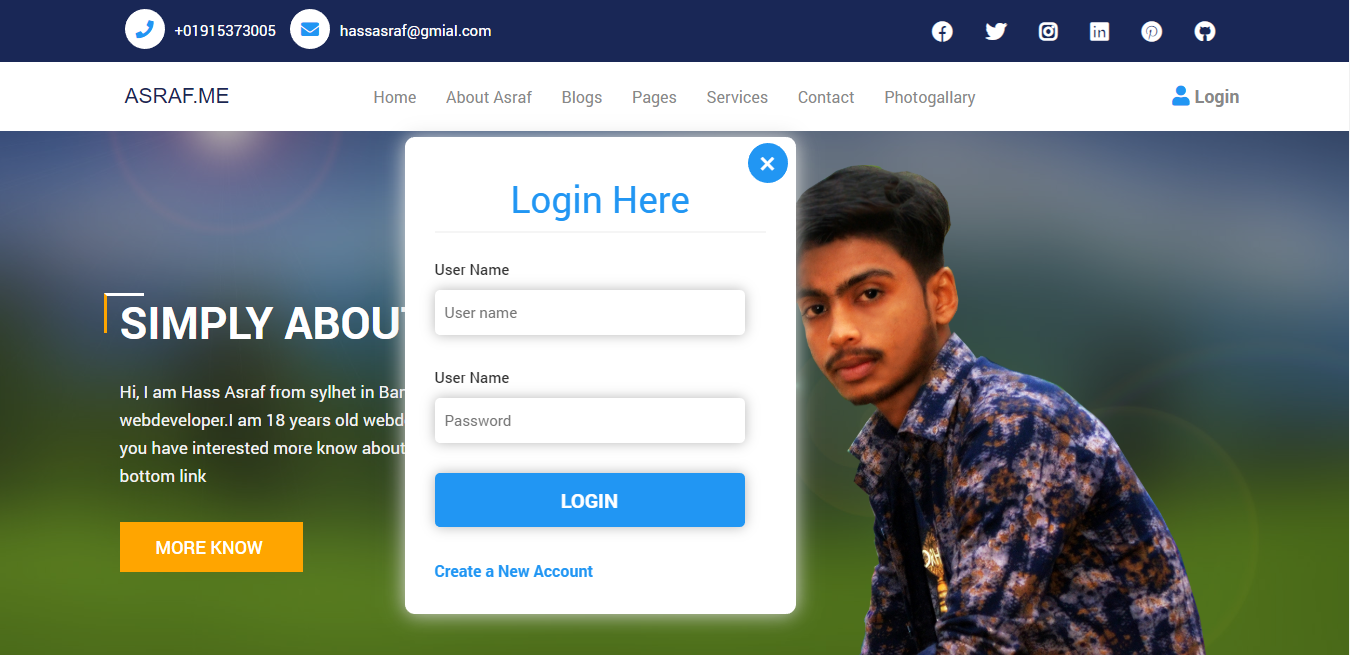 +01915373005 hassasraf@gmial.com
ASRAF.ME Home About Asraf Blogs Pages Services Contact Photogallary Login
Login Here
User Name
User name
User Name
Password
LOGIN
Create a New Account
SIMPLY ABOUT
Hi, I am Hass Asraf from sylhet in Ban
webdeveloper.I am 18 years old webd
you have interested more know about
bottom link
MORE KNOW